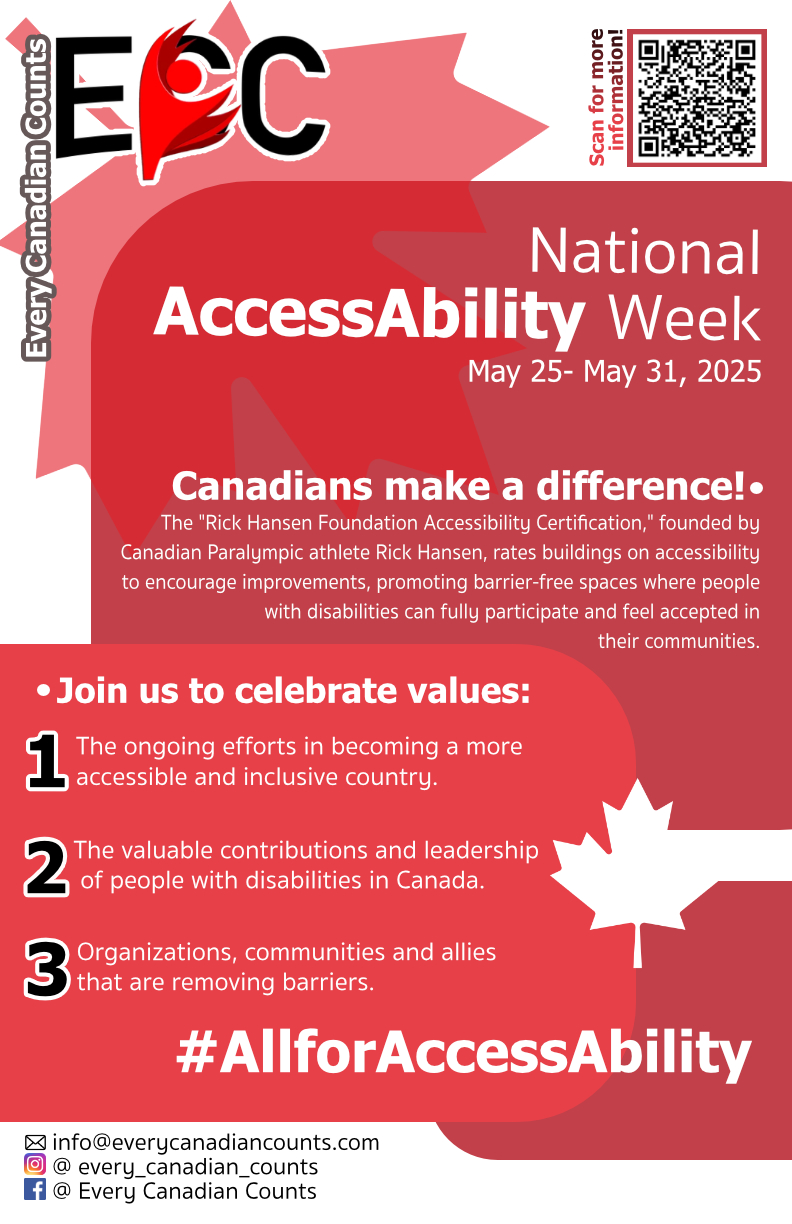 ECC
Every Canadian Counts
Scan for more
information!
National
AccessAbility Week
May 25- May 31, 2025
Canadians make a difference!•
The "Rick Hansen Foundation Accessibility Certification," founded by
Canadian Paralympic athlete Rick Hansen, rates buildings on accessibility
to encourage improvements, promoting barrier-free spaces where people
with disabilities can fully participate and feel accepted in
their communities.
•Join us to celebrate values:
1 The ongoing efforts in becoming a more
accessible and inclusive country.
2 The valuable contributions and leadership
of people with disabilities in Canada.
3 Organizations, communities and allies
that are removing barriers.
#AllforAccessAbility
info@everycanadiancounts.com
@ every_canadian_counts
@ Every Canadian Counts